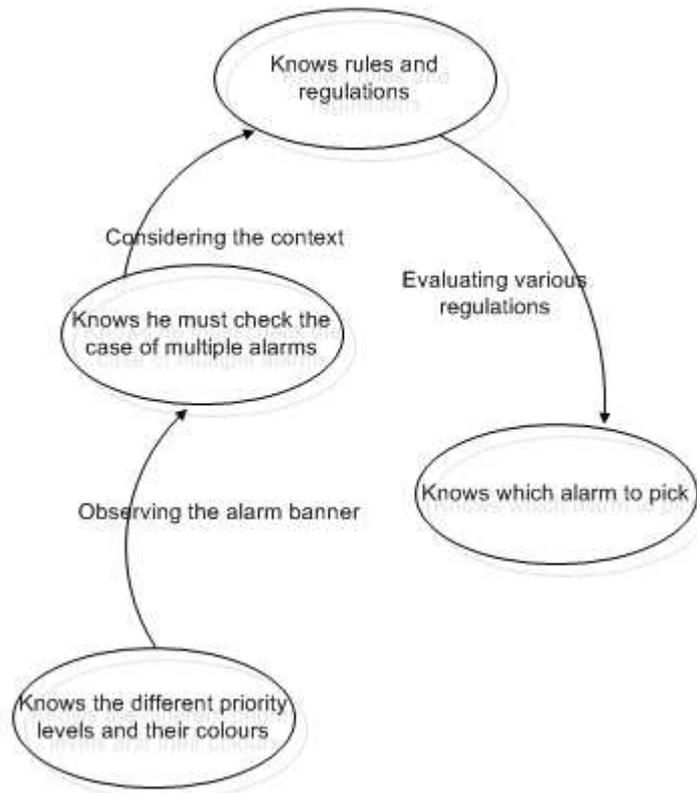 Knows rules and
regulations
Considering the context
Evaluating various
regulations
Knows he must check the
case of multiple alarms
Knows which alarm to pick
Observing the alarm banner
Knows the different priority
levels and their colours